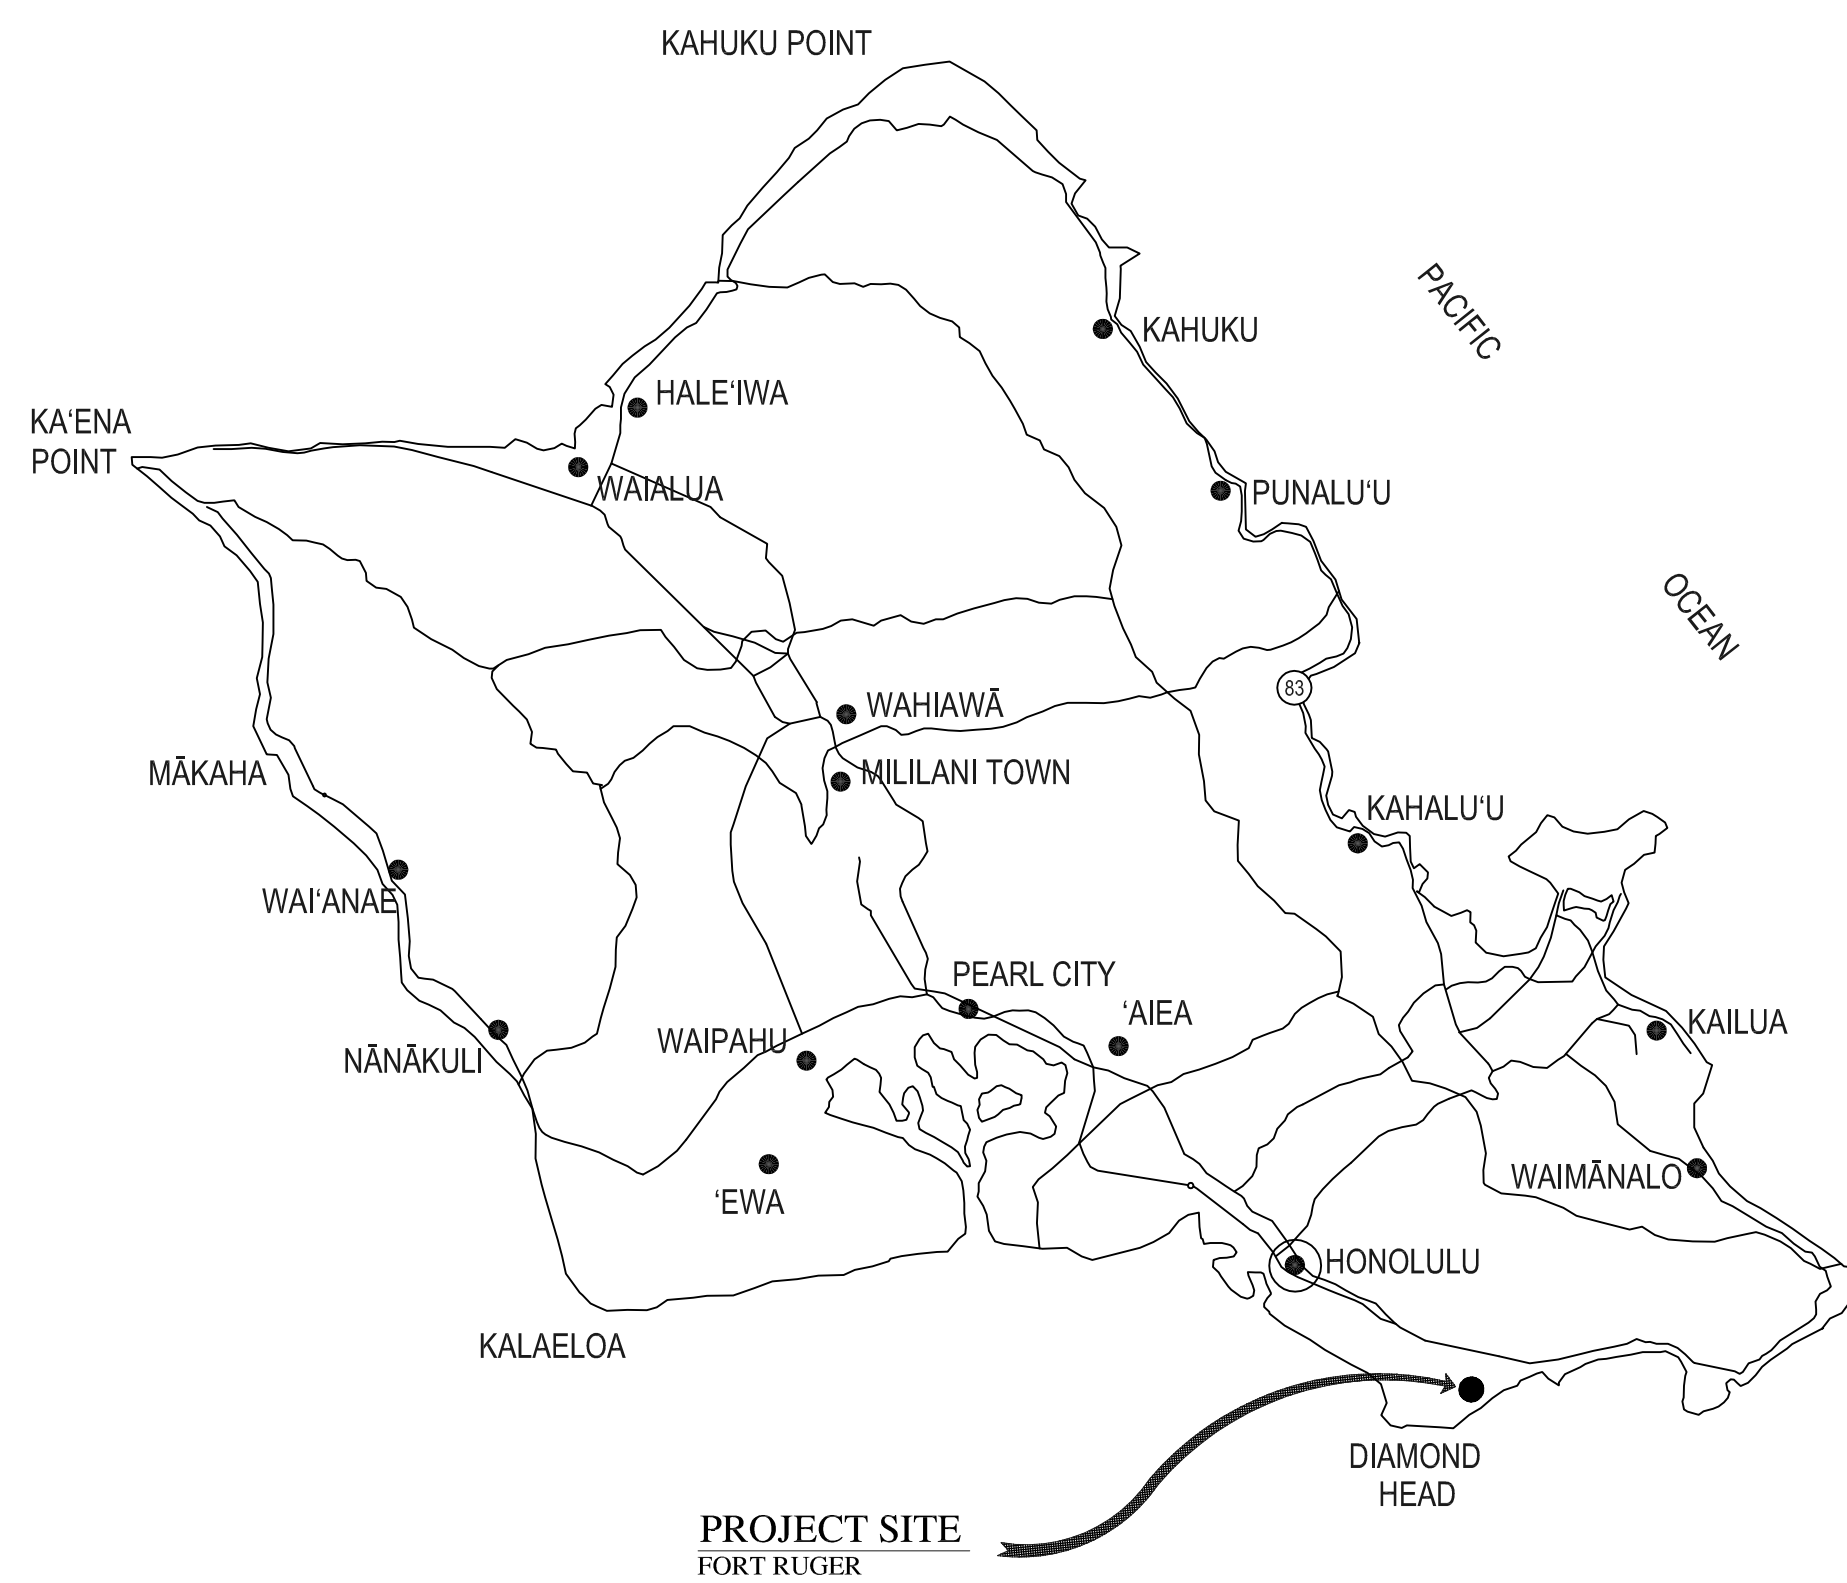 KAHUKU POINT
PACIFIC
KAHUKU
HALE‘IWA
KA‘ENA
POINT
WAIALUA
PUNALU‘U
OCEAN
83
WAHIAWĀ
MĀKAHA
MILILANI TOWN
KAHALU‘U
WAI‘ANAE
PEARL CITY
‘AIEA
KAILUA
WAIPAHU
NĀNĀKULI
WAIMĀNALO
‘EWA
HONOLULU
KALAELOA
DIAMOND
HEAD
PROJECT SITE
FORT RUGER